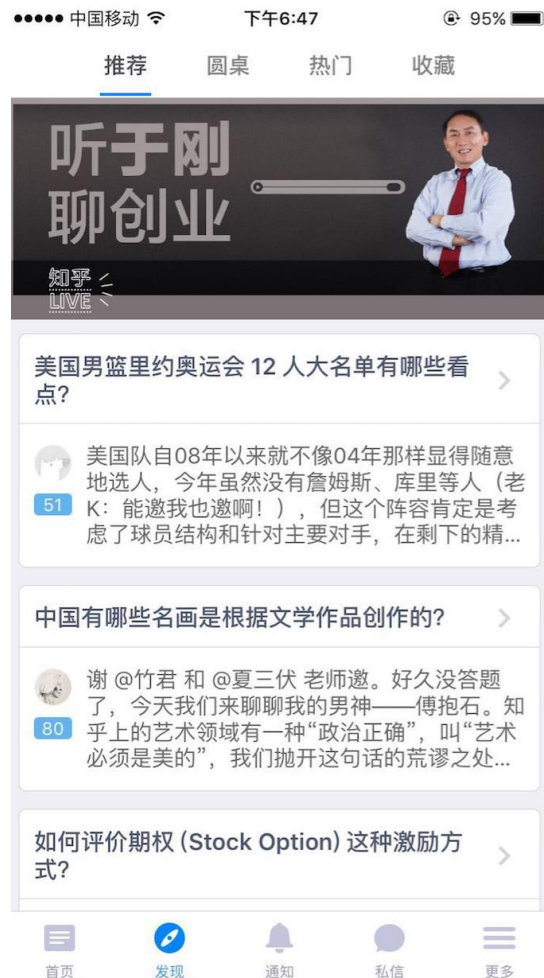 中国移动 下午6:47 95%
推荐 圆桌 热门 收藏
听于刚
聊创业
知乎
LIVE
美国男篮里约奥运会 12 人大名单有哪些看
点?
美国队自08年以来就不像04年那样显得随意
地选人，今年虽然没有詹姆斯、库里等人（老
51
K：能邀我也邀啊！），但这个阵容肯定是考
虑了球员结构和针对主要对手，在剩下的精...
中国有哪些名画是根据文学作品创作的?
谢 @竹君 和 @夏三伏 老师邀。好久没答题
了，今天我们来聊聊我的男神——傅抱石。知
80
乎上的艺术领域有一种“政治正确”，叫“艺术
必须是美的”，我们抛开这句话的荒谬之处...
如何评价期权 (Stock Option) 这种激励方
式?
首页 发现 通知 私信 更多